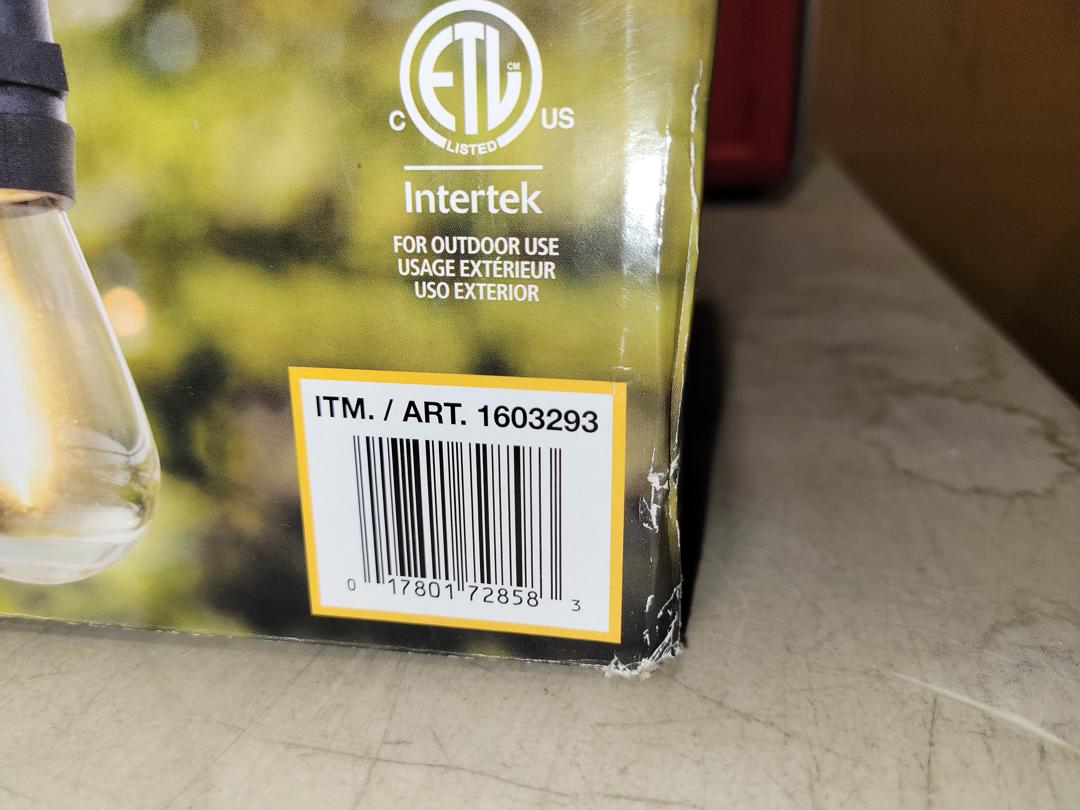 ETL CM
C US
LISTED
Intertek
FOR OUTDOOR USE
USAGE EXTÉRIEUR
USO EXTERIOR
ITM. / ART. 1603293
0 17801 72858 3